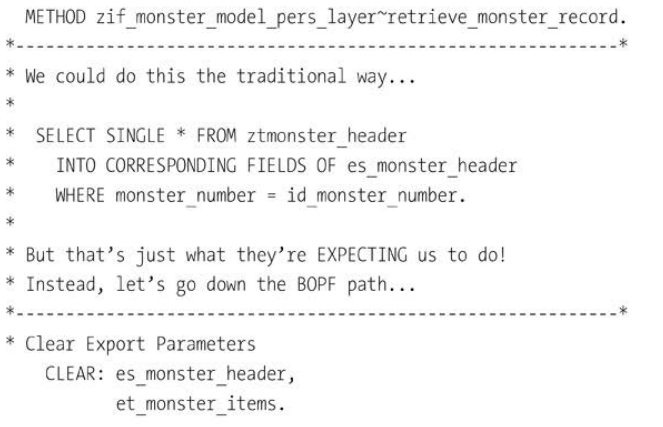 METHOD zif_monster_model_pers_layer~retrieve_monster_record.
*----------------------------------------------------------*
* We could do this the traditional way...
*
*  SELECT SINGLE * FROM ztmonster_header
*    INTO CORRESPONDING FIELDS OF es_monster_header
*    WHERE monster_number = id_monster_number.
*
* But that’s just what they’re EXPECTING us to do!
* Instead, let’s go down the BOPF path...
*----------------------------------------------------------*
* Clear Export Parameters
    CLEAR: es_monster_header,
           et_monster_items.